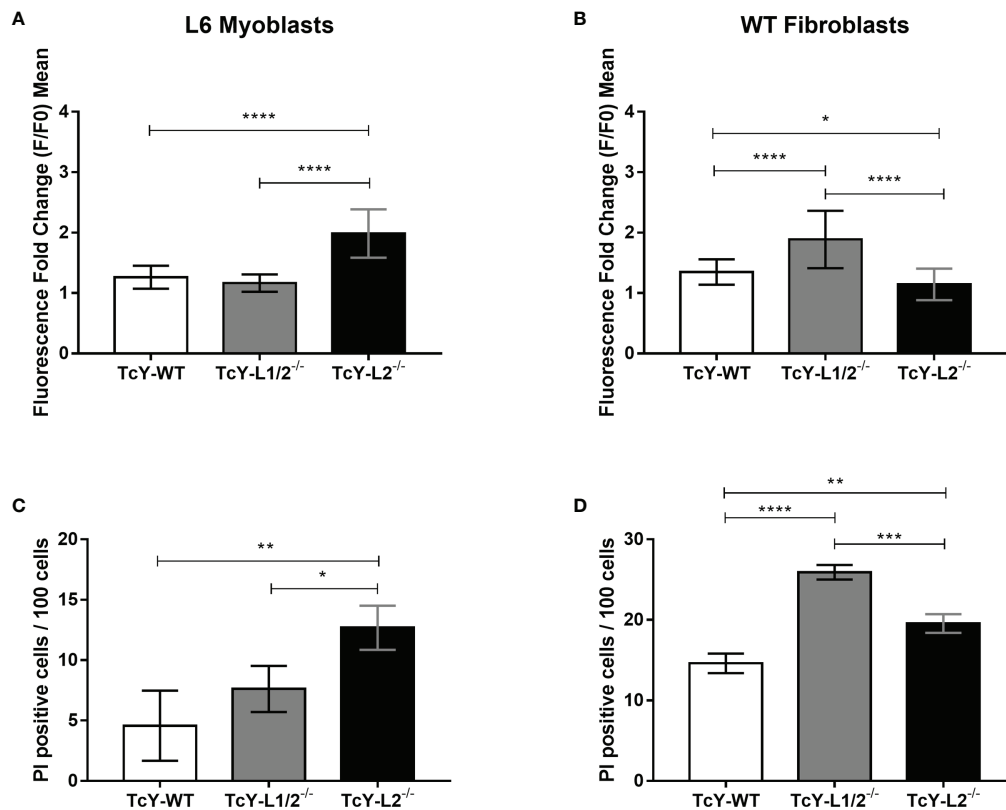 A
L6 Myoblasts
Fluorescence Fold Change (F/F0) Mean
4
3
2
1
0
****
****
TcY-WT TcY-L1/2-/- TcY-L2-/-
B
WT Fibroblasts
Fluorescence Fold Change (F/F0) Mean
4
3
2
1
0
*
****
****
TcY-WT TcY-L1/2-/- TcY-L2-/-
C
PI positive cells / 100 cells
20
15
10
5
0
**
*
TcY-WT TcY-L1/2-/- TcY-L2-/-
D
PI positive cells / 100 cells
30
20
10
0
**
****
***
TcY-WT TcY-L1/2-/- TcY-L2-/-